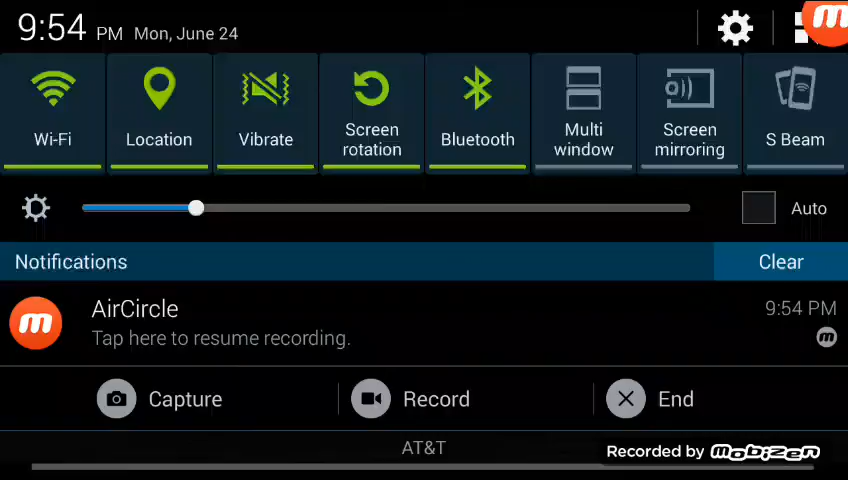 9:54 PM Mon, June 24
m
Wi-Fi
Location
Vibrate
Screen
rotation
Bluetooth
Multi
window
Screen
mirroring
S Beam
Auto
Notifications
Clear
m
AirCircle
9:54 PM
Tap here to resume recording.
m
Capture
Record
End
AT&T
Recorded by mobizen